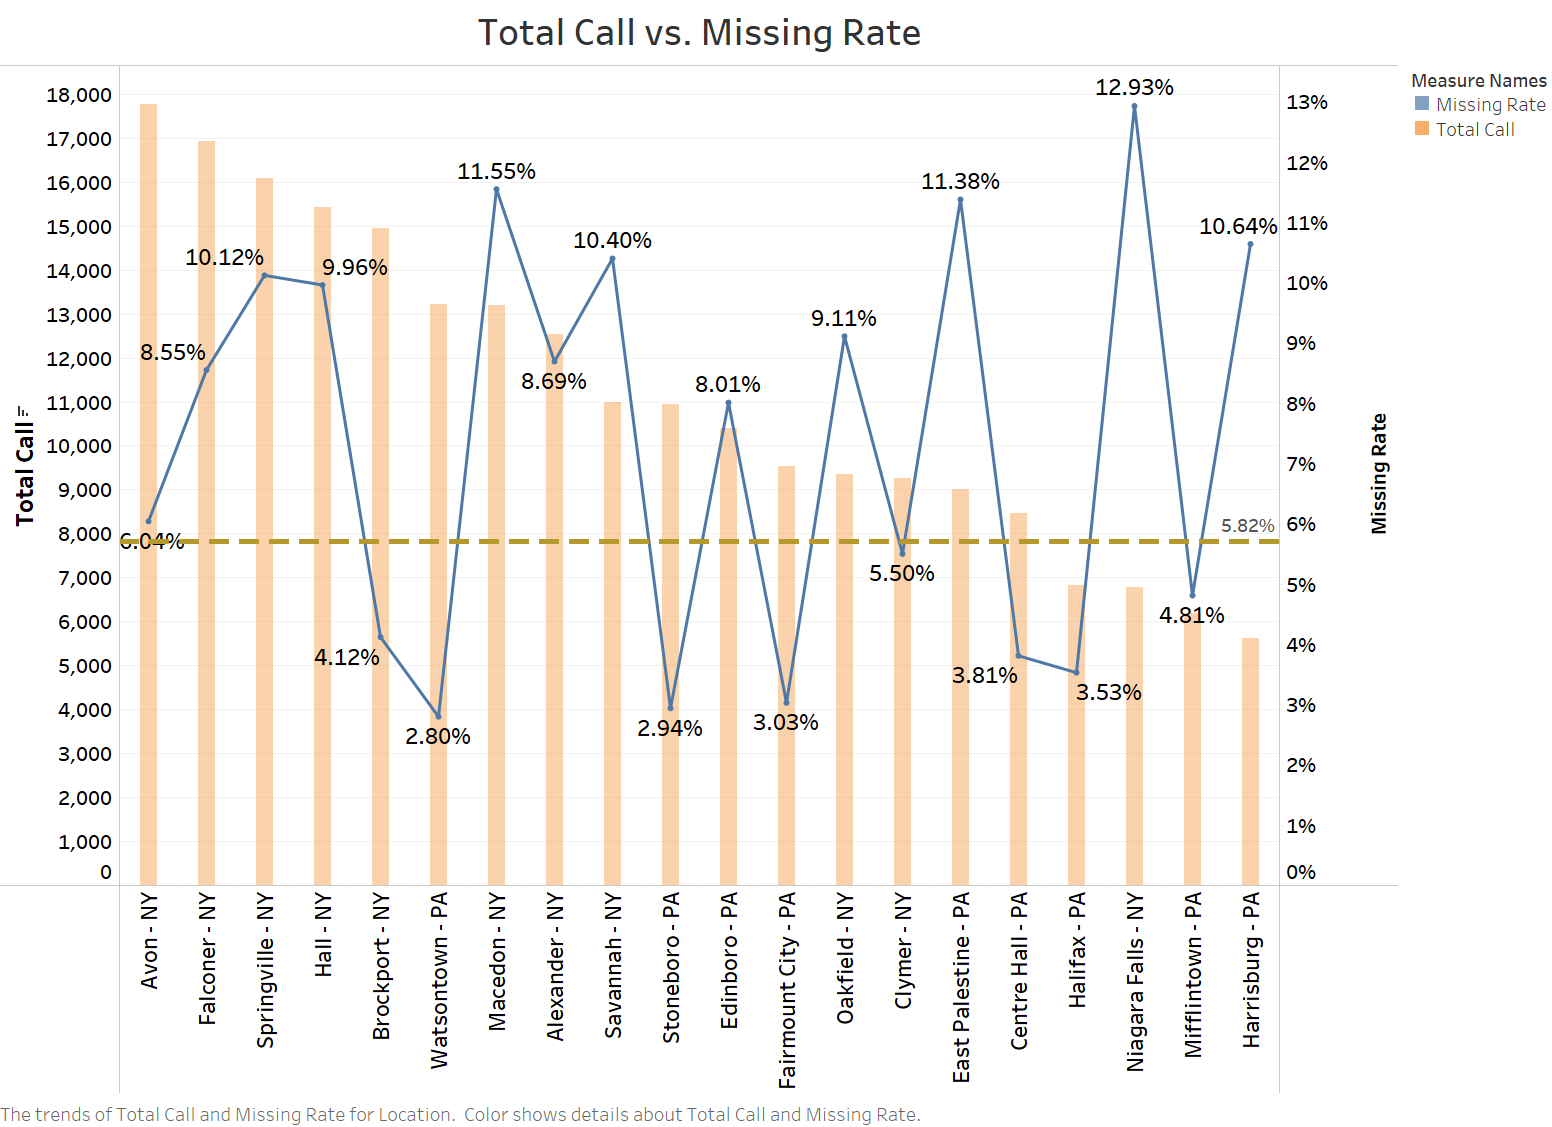 Total Call vs. Missing Rate
Measure Names
Missing Rate
Total Call
Total Call
18,000
17,000
16,000
15,000
14,000
13,000
12,000
11,000
10,000
9,000
8,000
7,000
6,000
5,000
4,000
3,000
2,000
1,000
0
6.04%
8.55%
10.12%
9.96%
4.12%
2.80%
11.55%
8.69%
10.40%
2.94%
8.01%
3.03%
9.11%
5.50%
11.38%
3.81%
3.53%
12.93%
4.81%
10.64%
5.82%
13%
12%
11%
10%
9%
8%
7%
6%
5%
4%
3%
2%
1%
0%
Missing Rate
Avon - NY
Falconer - NY
Springville - NY
Hall - NY
Brockport - NY
Watsontown - PA
Macedon - NY
Alexander - NY
Savannah - NY
Stoneboro - PA
Edinboro - PA
Fairmount City - PA
Oakfield - NY
Clymer - NY
East Palestine - PA
Centre Hall - PA
Halifax - PA
Niagara Falls - NY
Mifflintown - PA
Harrisburg - PA
The trends of Total Call and Missing Rate for Location.  Color shows details about Total Call and Missing Rate.